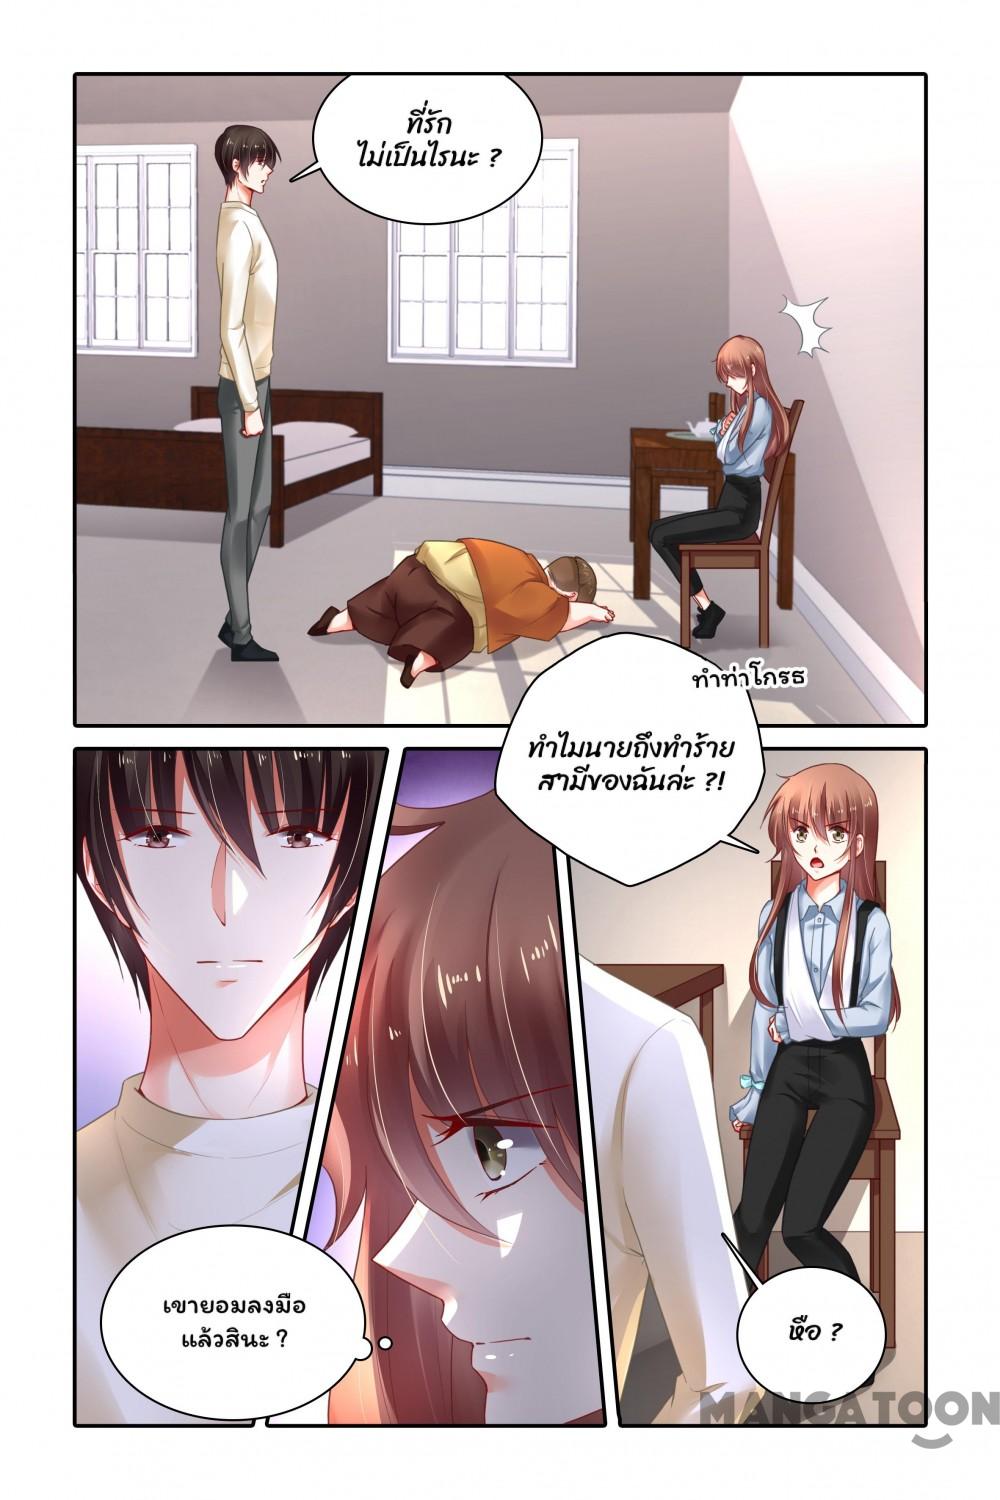 ที่รัก
ไม่เป็นไรนะ ?
ทำท่าโกรธ
ทำไมนายถึงทำร้าย
สามีของฉันล่ะ ?!
เขายอมลงมือ
แล้วสินะ ?
หือ ?
MANGATOON